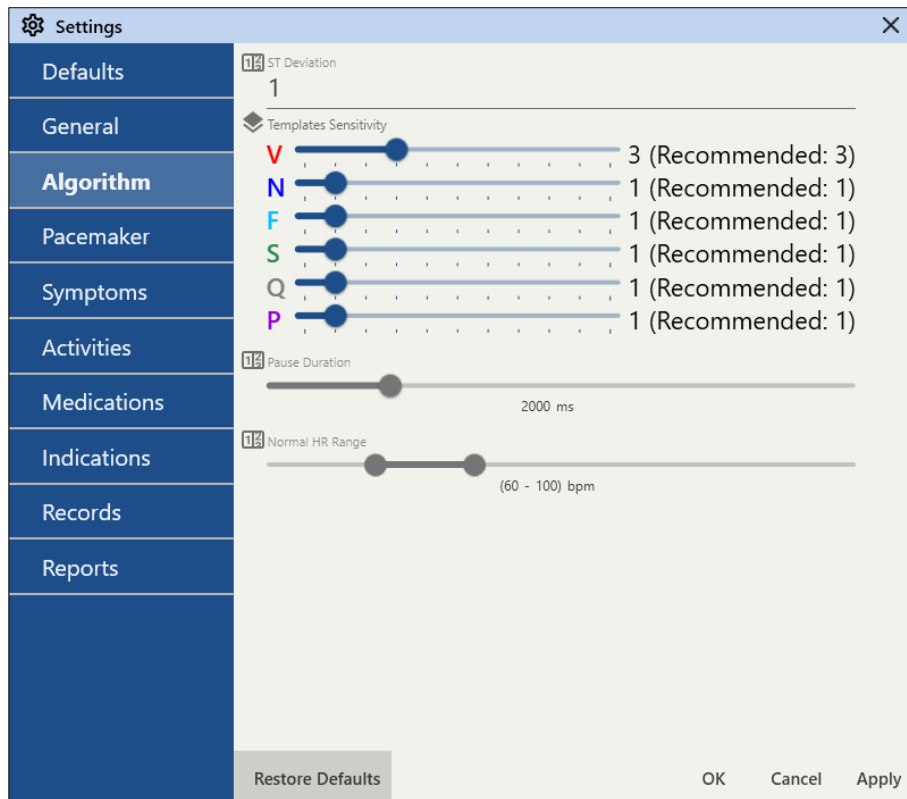 Settings
Defaults
General
Algorithm
Pacemaker
Symptoms
Activities
Medications
Indications
Records
Reports
ST Deviation
1
Templates Sensitivity
V 3 (Recommended: 3)
N 1 (Recommended: 1)
F 1 (Recommended: 1)
S 1 (Recommended: 1)
Q 1 (Recommended: 1)
P 1 (Recommended: 1)
Pause Duration
2000 ms
Normal HR Range
(60 - 100) bpm
Restore Defaults OK Cancel Apply